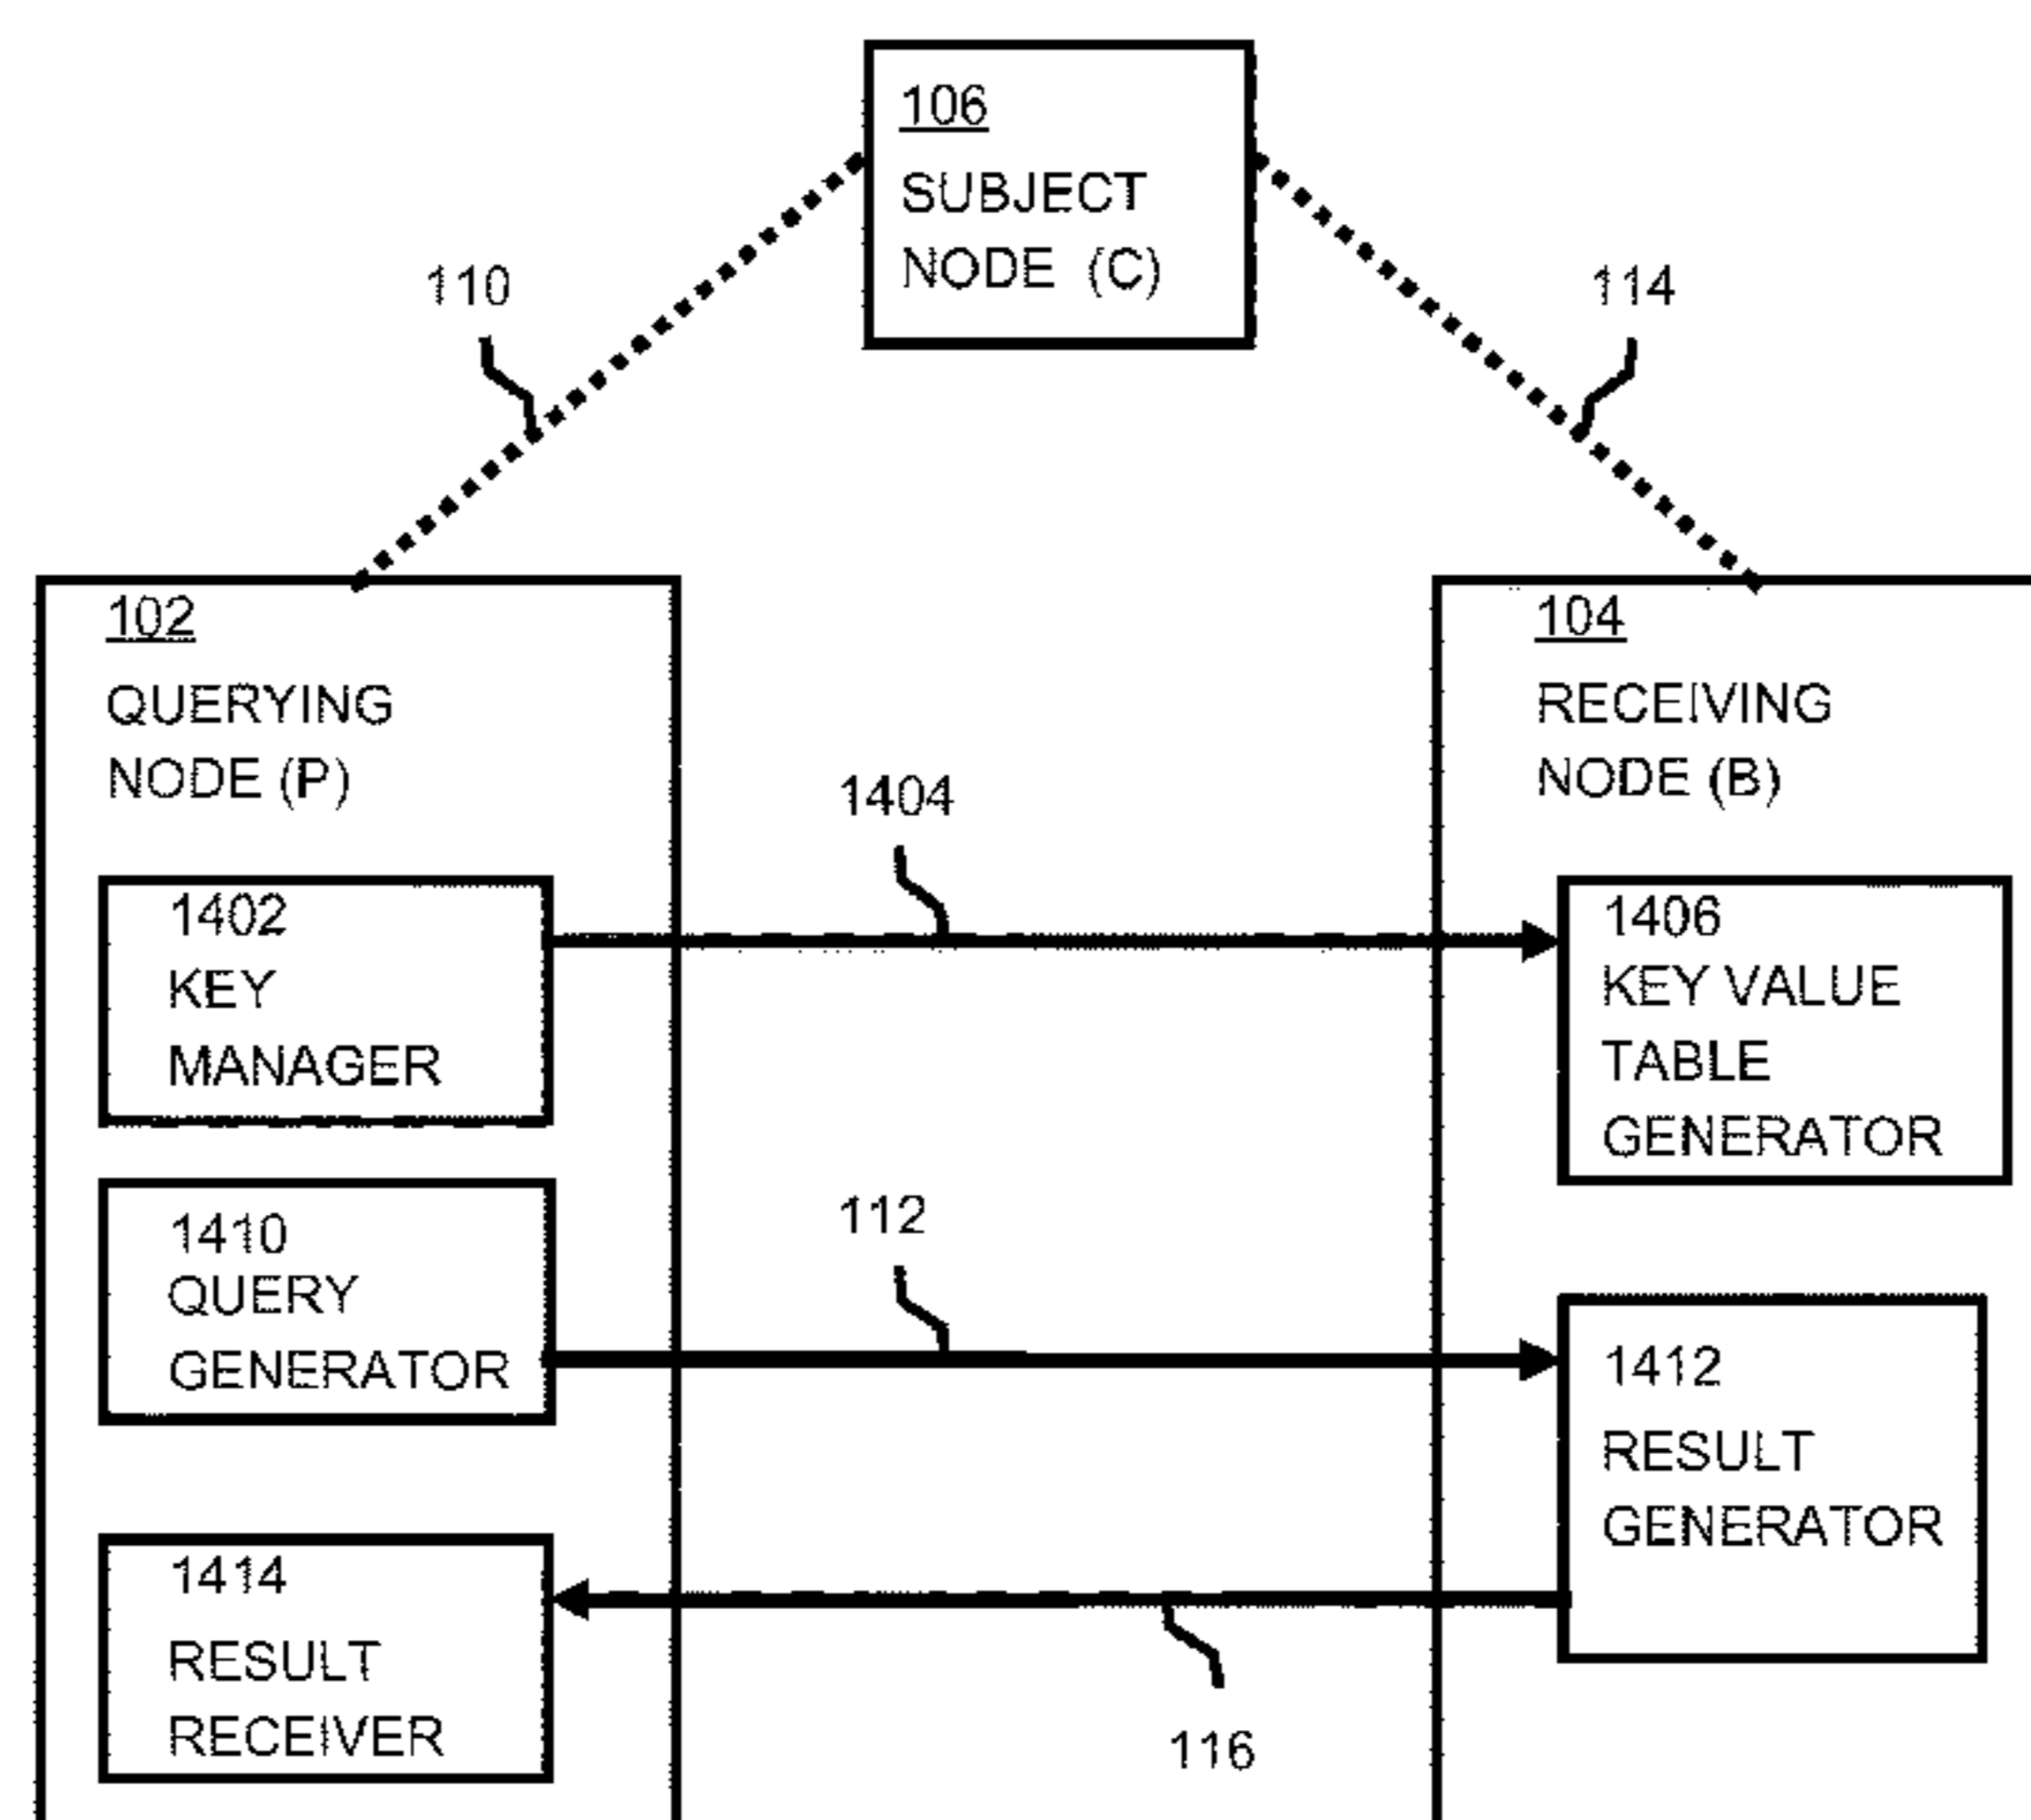 106
SUBJECT
NODE (C)
110
114
102
QUERYING
NODE (P)
104
RECEIVING
NODE (B)
1404
1402
KEY
MANAGER
1406
KEY VALUE
TABLE
GENERATOR
112
1410
QUERY
GENERATOR
1412
RESULT
GENERATOR
1414
RESULT
RECEIVER
116